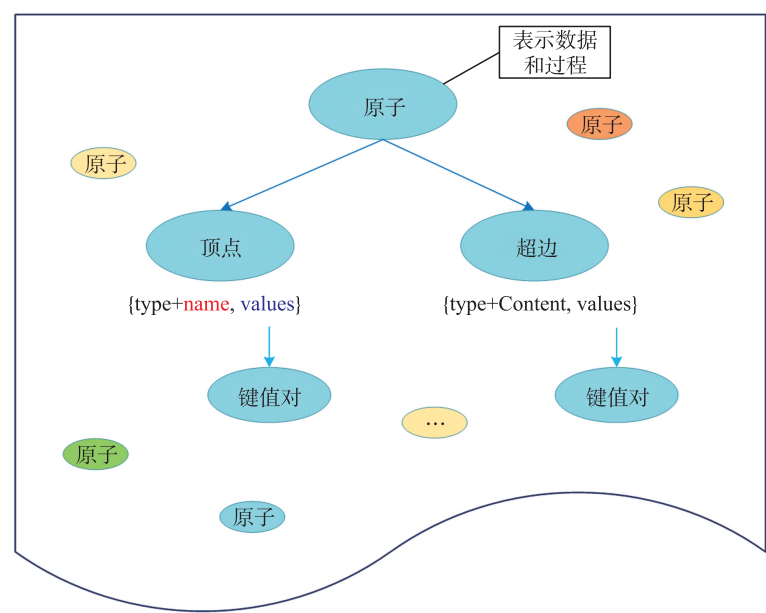 表示数据
和过程
原子
原子
原子
原子
顶点
超边
{type+name, values}
{type+Content, values}
键值对
键值对
…
原子
原子